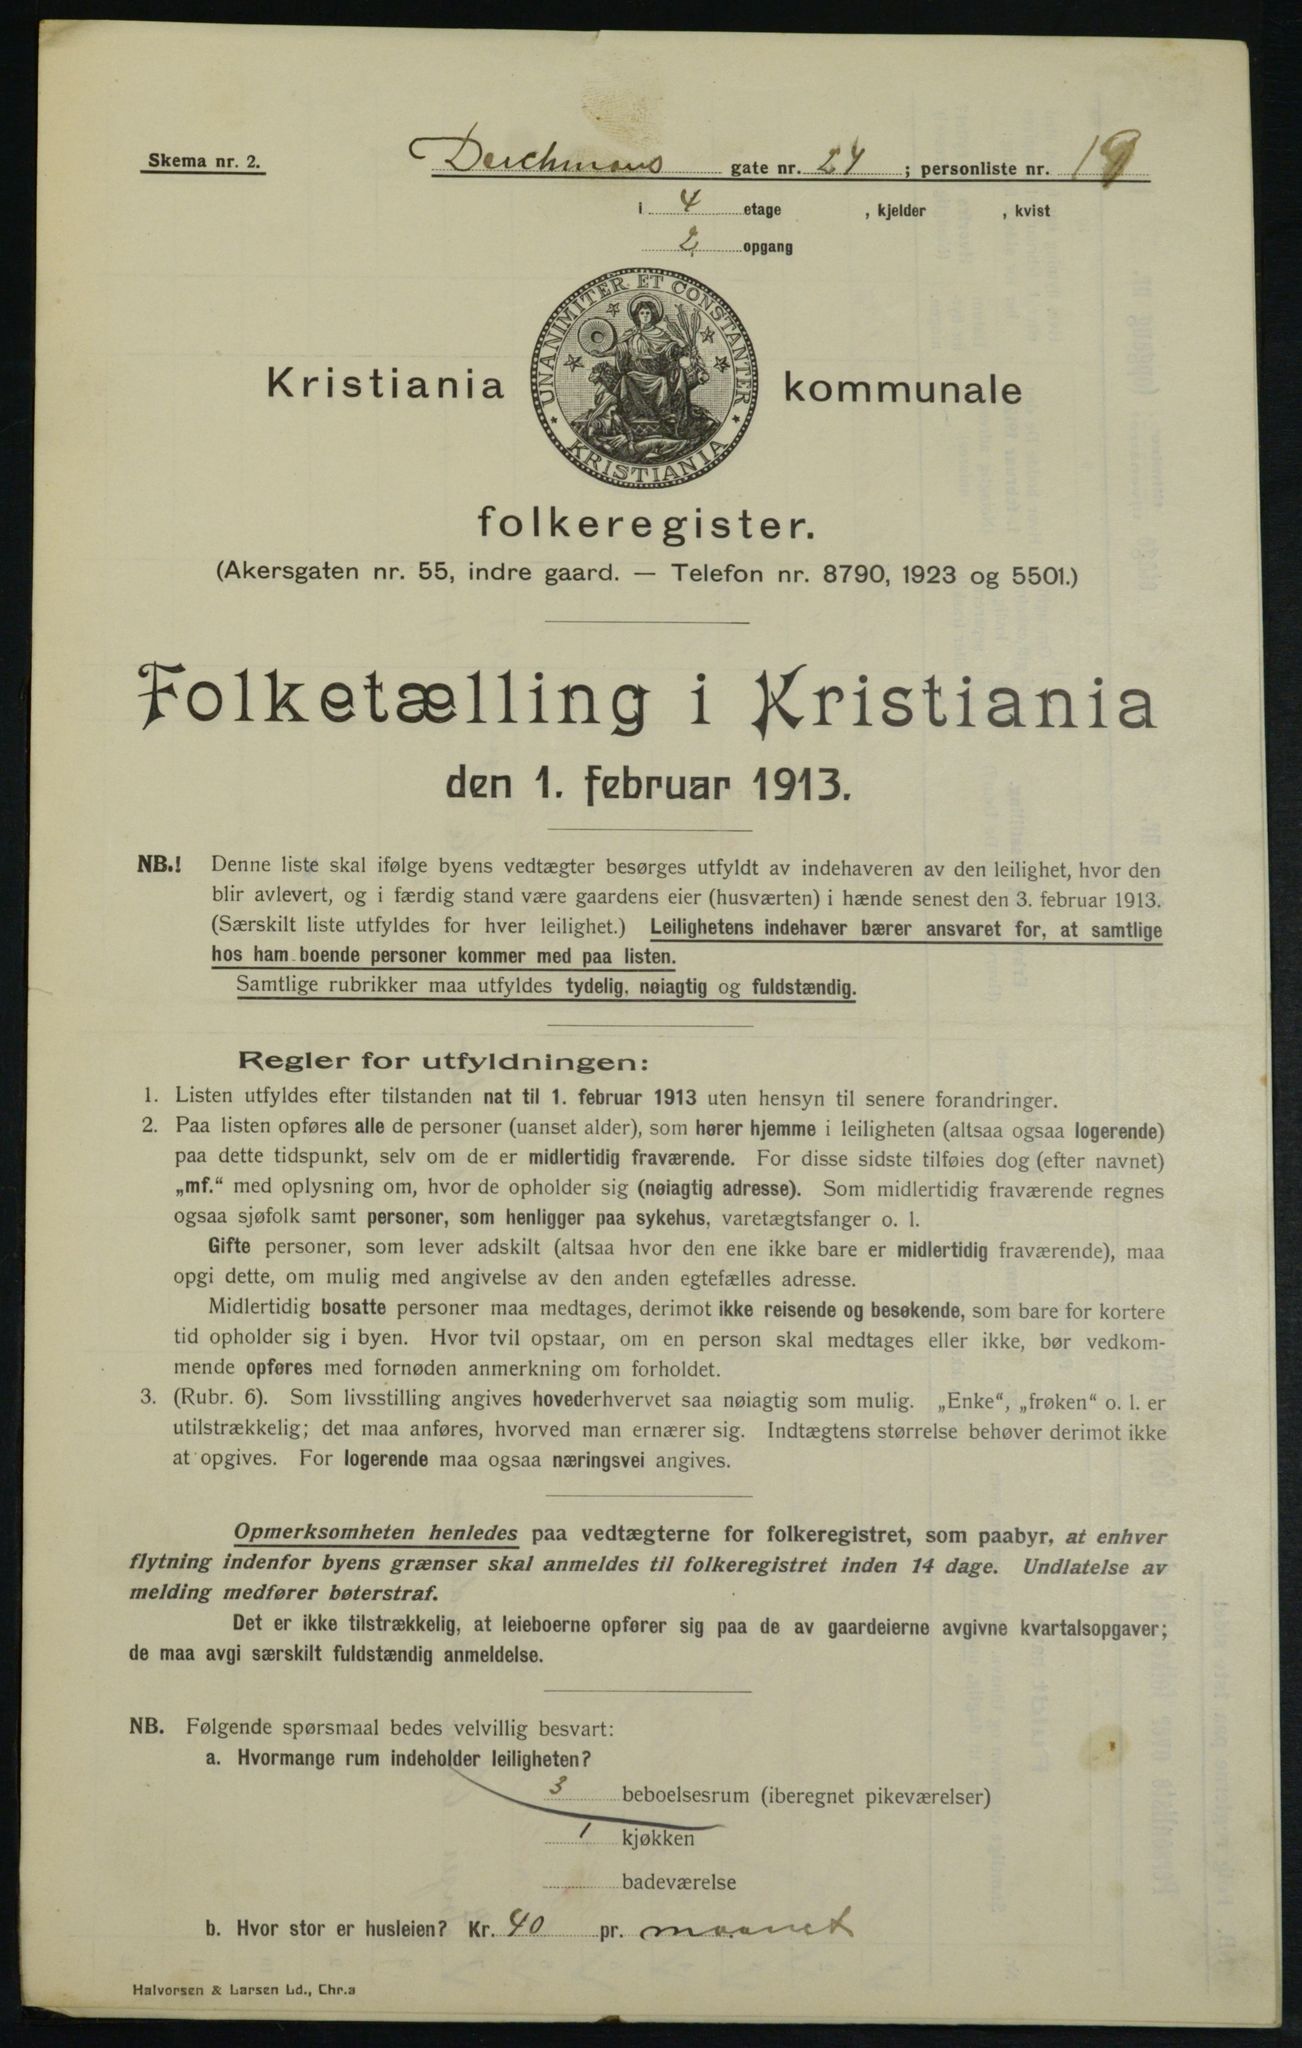 Skema nr. 2.
Deichmans gate nr. 24; personliste nr. 19
i 4 etage , kjelder , kvist
2 opgang
UNANIMITER ET CONSTANTER
KRISTIANIA
Kristiania kommunale
folkeregister.
(Akersgaten nr. 55, indre gaard. — Telefon nr. 8790, 1923 og 5501.)
Folketælling i Kristiania
den 1. februar 1913.
NB.! Denne liste skal ifølge byens vedtægter besørges utfyldt av indehaveren av den leilighet, hvor den
blir avlevert, og i færdig stand være gaardens eier (husværten) i hænde senest den 3. februar 1913.
(Særskilt liste utfyldes for hver leilighet.) Leilighetens indehaver bærer ansvaret for, at samtlige
hos ham boende personer kommer med paa listen.
Samtlige rubrikker maa utfyldes tydelig, nøiagtig og fuldstændig.
Regler for utfyldningen:
1. Listen utfyldes efter tilstanden nat til 1. februar 1913 uten hensyn til senere forandringer.
2. Paa listen opføres alle de personer (uanset alder), som hører hjemme i leiligheten (altsaa ogsaa logerende)
paa dette tidspunkt, selv om de er midlertidig fraværende. For disse sidste tilføies dog (efter navnet)
„mf.“ med oplysning om, hvor de opholder sig (nøiagtig adresse). Som midlertidig fraværende regnes
ogsaa sjøfolk samt personer, som henligger paa sykehus, varetægtsfanger o. l.
Gifte personer, som lever adskilt (altsaa hvor den ene ikke bare er midlertidig fraværende), maa
opgi dette, om mulig med angivelse av den anden egtefælles adresse.
Midlertidig bosatte personer maa medtages, derimot ikke reisende og besøkende, som bare for kortere
tid opholder sig i byen. Hvor tvil opstaar, om en person skal medtages eller ikke, bør vedkom-
mende opføres med fornøden anmerkning om forholdet.
3. (Rubr. 6). Som livsstilling angives hovederhvervet saa nøiagtig som mulig. „Enke“, „frøken“ o. l. er
utilstrækkelig; det maa anføres, hvorved man ernærer sig. Indtægtens størrelse behøver derimot ikke
at opgives. For logerende maa ogsaa næringsvei angives.
Opmerksomheten henledes paa vedtægterne for folkeregistret, som paabyr, at enhver
flytning indenfor byens grænser skal anmeldes til folkeregistret inden 14 dage. Undlatelse av
melding medfører bøterstraf.
Det er ikke tilstrækkelig, at leieboerne opfører sig paa de av gaardeierne avgivne kvartalsopgaver;
de maa avgi særskilt fuldstændig anmeldelse.
NB. Følgende spørsmaal bedes velvillig besvart:
a. Hvormange rum indeholder leiligheten?
3 beboelsesrum (iberegnet pikeværelser)
1 kjøkken
badeværelse
b. Hvor stor er husleien? Kr. 40 pr. maanet
Halvorsen & Larsen Ld., Chr.a